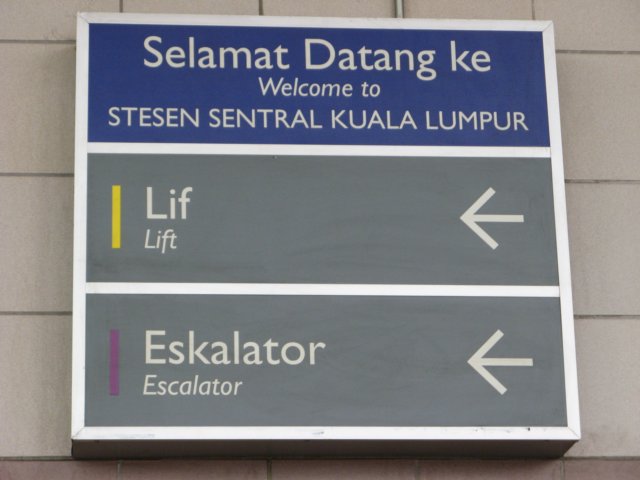 Selamat Datang ke
Welcome to
STESEN SENTRAL KUALA LUMPUR
Lif
Lift
Eskalator
Escalator